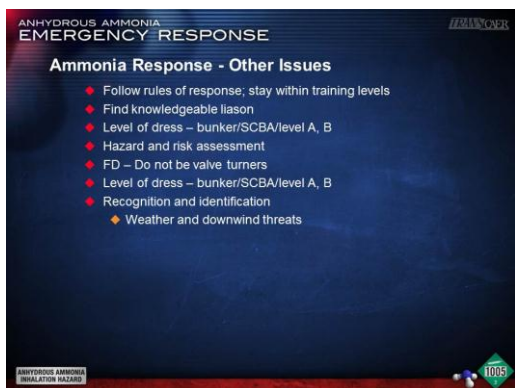 ANHYDROUS AMMONIA
EMERGENCY RESPONSE
TRANSCAER
Ammonia Response - Other Issues
Follow rules of response; stay within training levels
Find knowledgeable liason
Level of dress – bunker/SCBA/level A, B
Hazard and risk assessment
FD – Do not be valve turners
Level of dress – bunker/SCBA/level A, B
Recognition and identification
Weather and downwind threats
ANHYDROUS AMMONIA
INHALATION HAZARD
1005